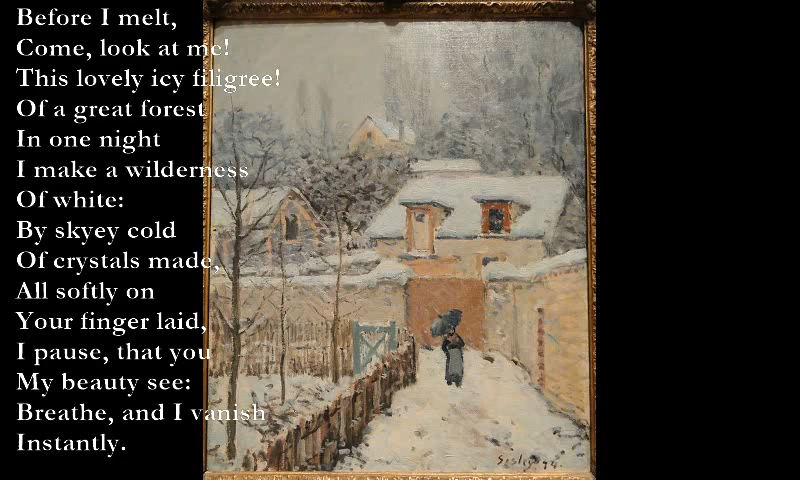 Before I melt,
Come, look at me!
This lovely icy filigree!
Of a great forest
In one night
I make a wilderness
Of white:
By skyey cold
Of crystals made,
All softly on
Your finger laid,
I pause, that you
My beauty see:
Breathe, and I vanish
Instantly.
Sisley 74